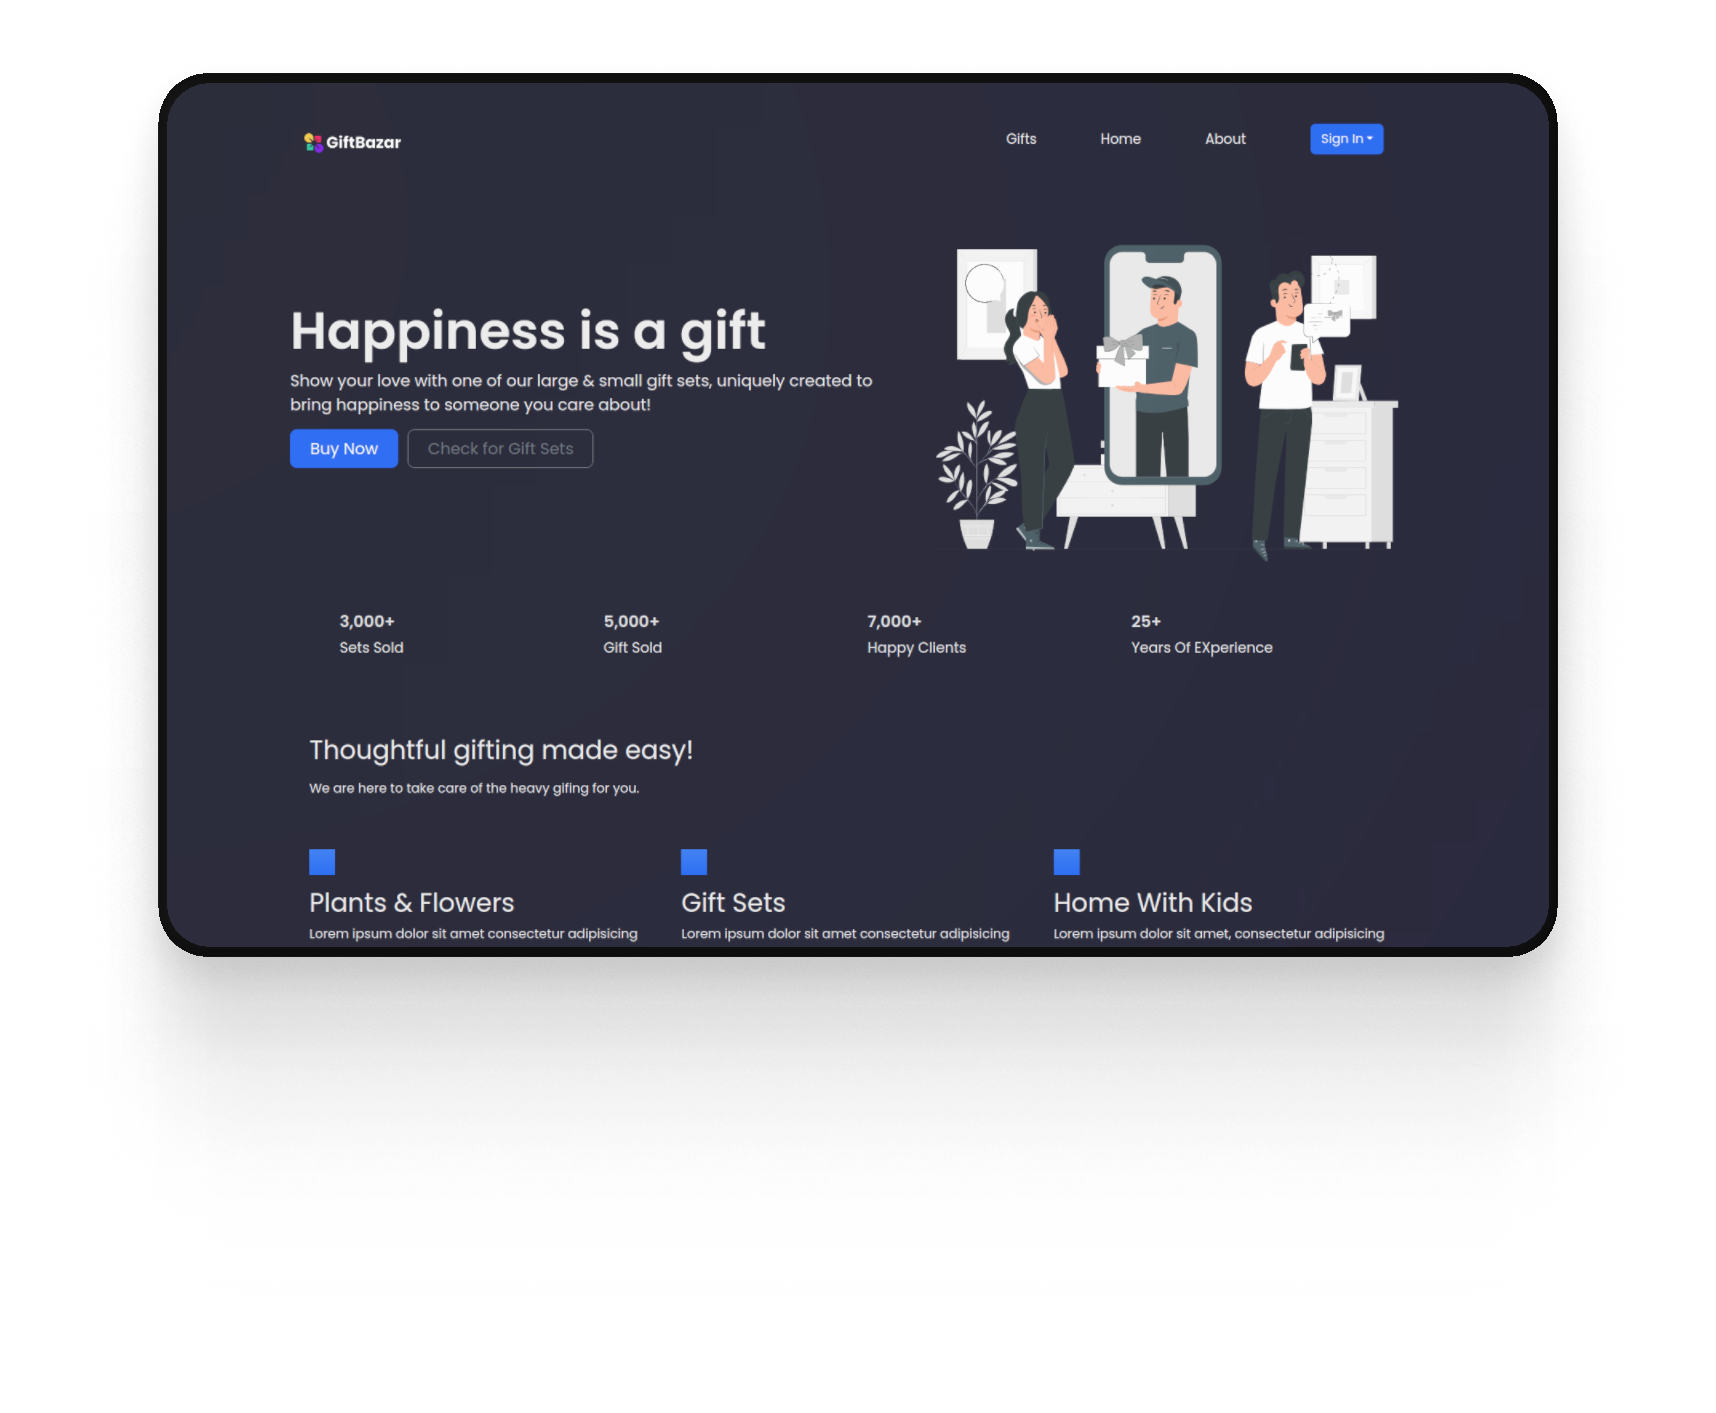 GiftBazar
Gifts
Home
About
Sign In
Happiness is a gift
Show your love with one of our large & small gift sets, uniquely created to
bring happiness to someone you care about!
Buy Now
Check for Gift Sets
3,000+
5,000+
7,000+
25+
Sets Sold
Gift Sold
Happy Clients
Years Of EXperience
Thoughtful gifting made easy!
We are here to take care of the heavy gifing for you.
Plants & Flowers
Gift Sets
Home With Kids
Lorem ipsum dolor sit amet consectetur adipisicing
Lorem ipsum dolor sit amet consectetur adipisicing
Lorem ipsum dolor sit amet, consectetur adipisicing